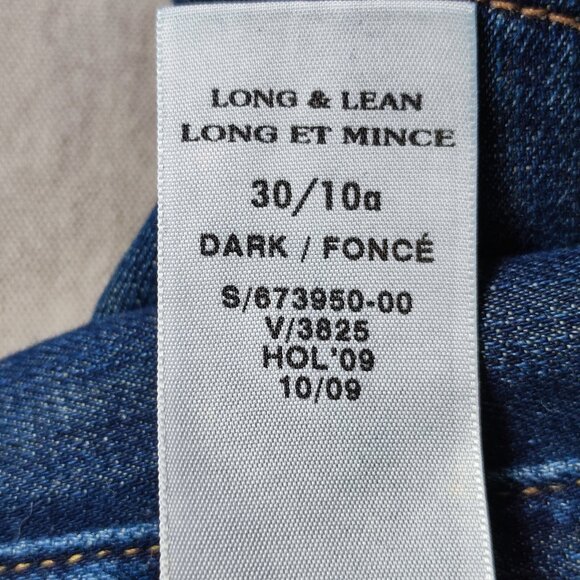 LONG & LEAN
LONG ET MINCE
30/10a
DARK / FONCÉ
S/673950-00
V/3825
HOL'09
10/09